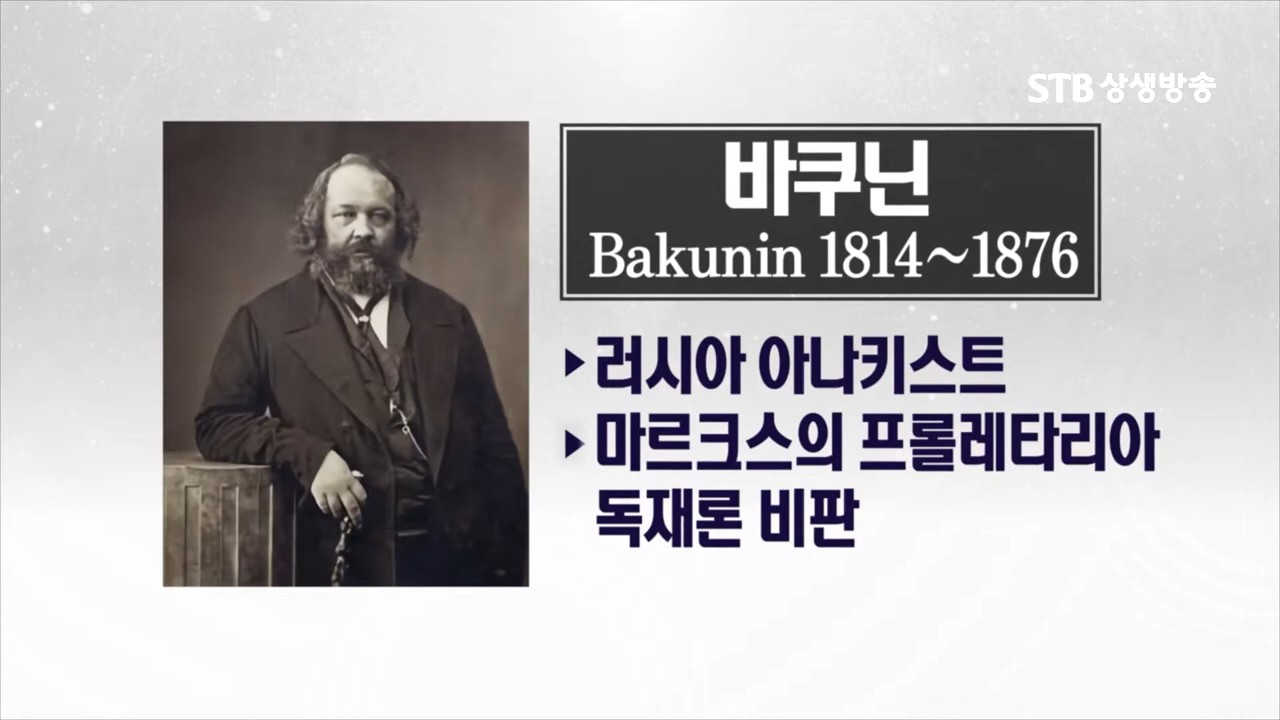 STB 상생방송
바쿠닌
Bakunin 1814~1876
▶러시아 아나키스트
▶마르크스의 프롤레타리아
독재론 비판